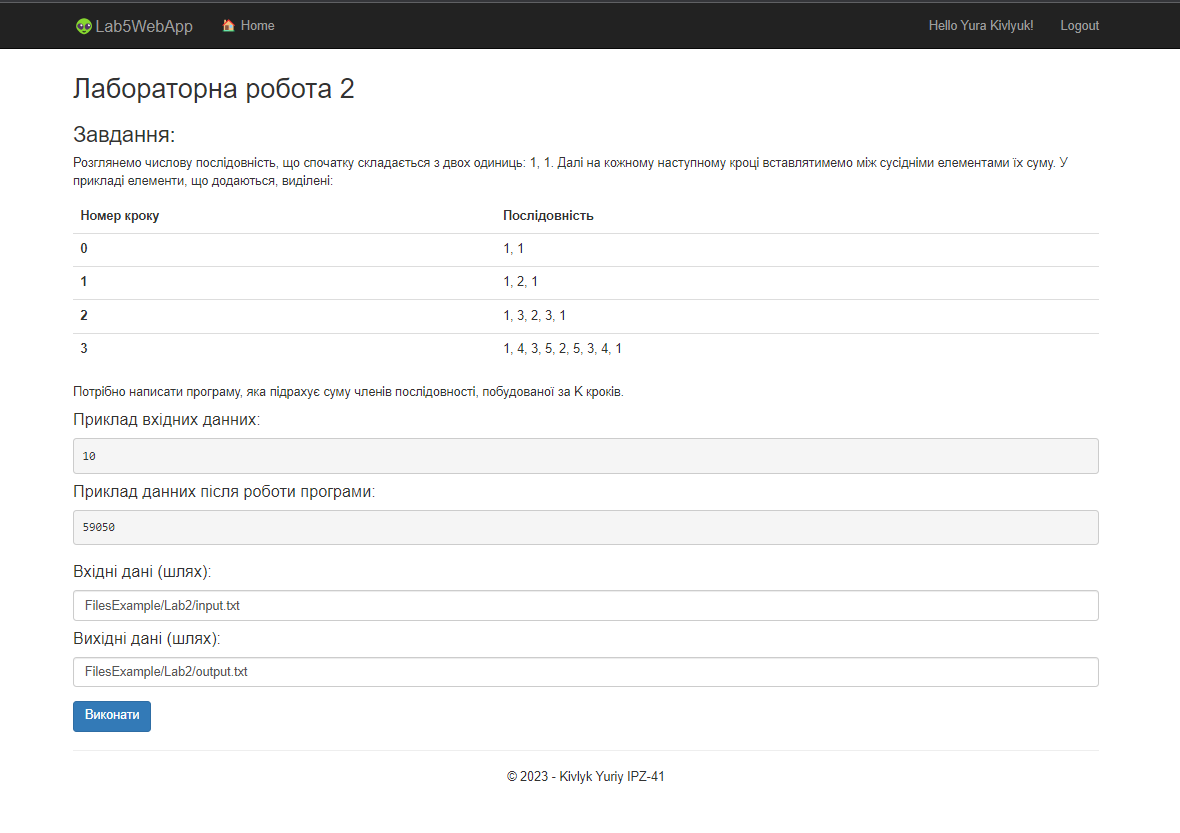 Lab5WebApp Home Hello Yura Kivlyuk! Logout
Лабораторна робота 2
Завдання:
Розглянемо числову послідовність, що спочатку складається з двох одиниць: 1, 1. Далі на кожному наступному кроці вставлятимемо між сусідніми елементами їх суму. У
прикладі елементи, що додаються, виділені:
Номер кроку Послідовність
0 1, 1
1 1, 2, 1
2 1, 3, 2, 3, 1
3 1, 4, 3, 5, 2, 5, 3, 4, 1
Потрібно написати програму, яка підрахує суму членів послідовності, побудованої за K кроків.
Приклад вхідних данних:
10
Приклад данних після роботи програми:
59050
Вхідні дані (шлях):
FilesExample/Lab2/input.txt
Вихідні дані (шлях):
FilesExample/Lab2/output.txt
Виконати
© 2023 - Kivlyk Yuriy IPZ-41